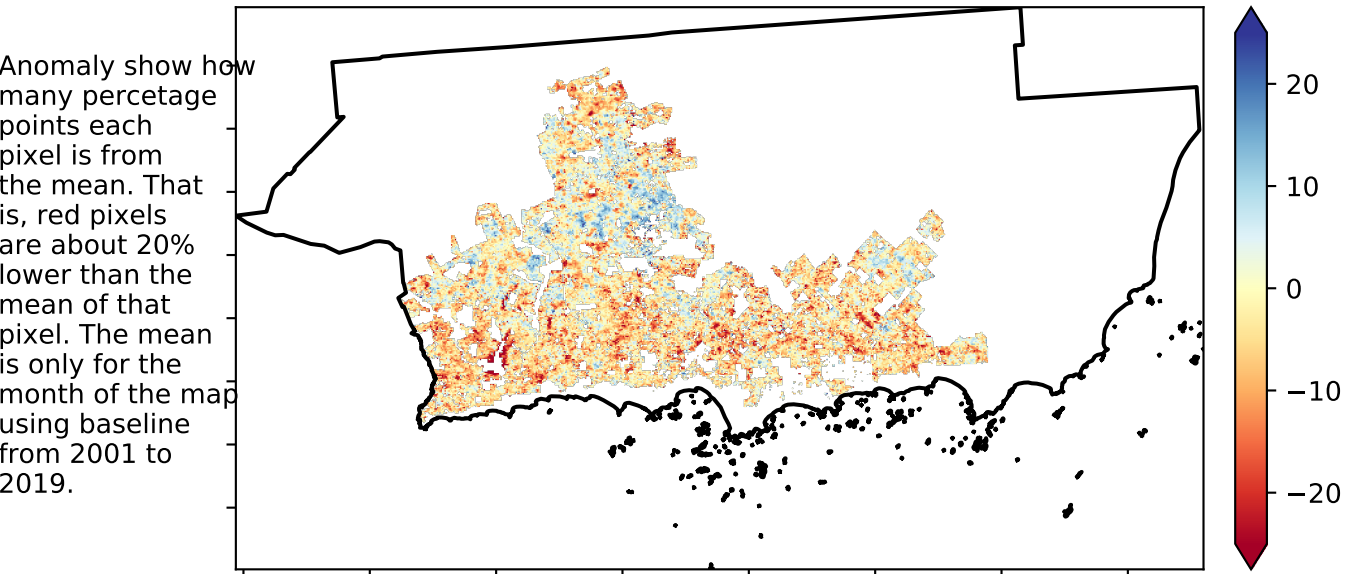 Anomaly show how
many percetage
points each
pixel is from
the mean. That
is, red pixels
are about 20%
lower than the
mean of that
pixel. The mean
is only for the
month of the map
using baseline
from 2001 to
2019.
20
10
0
−10
−20